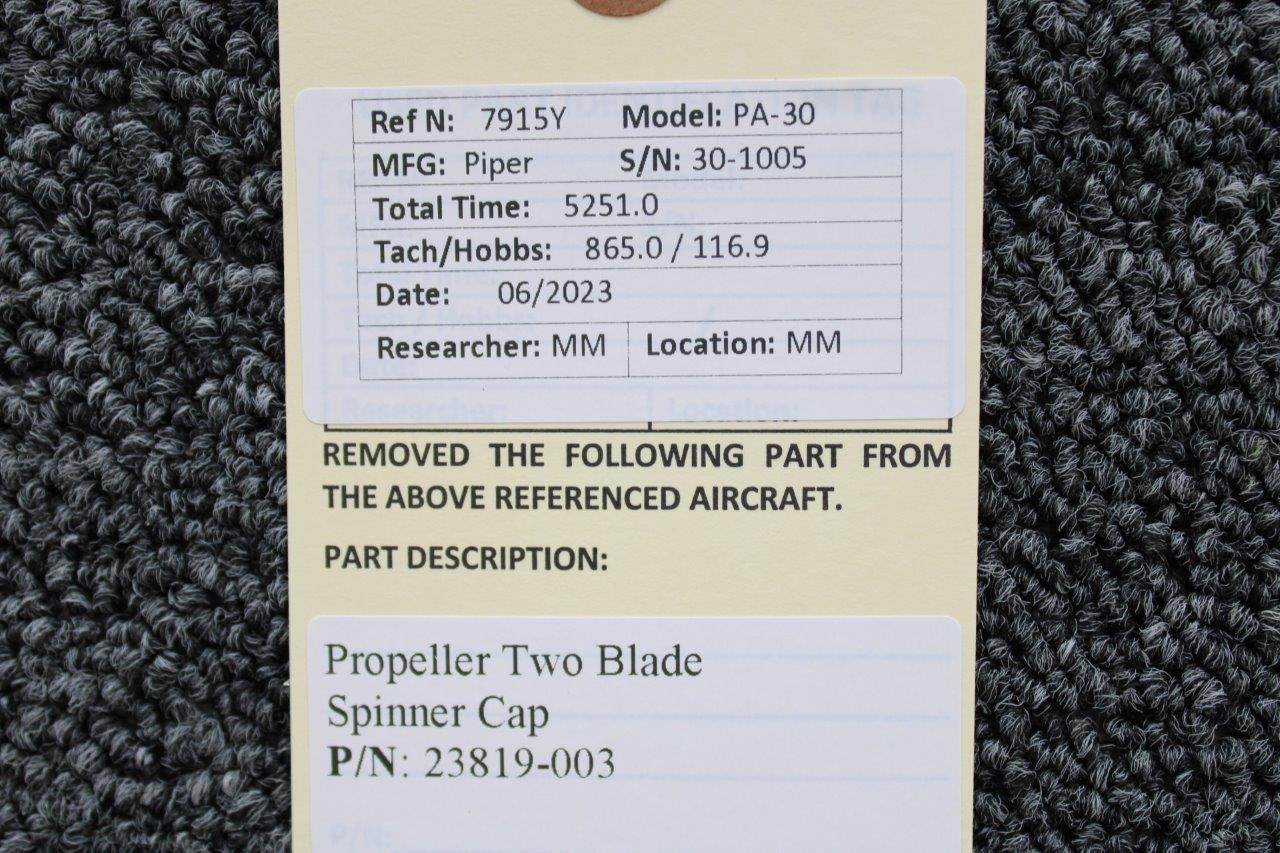 Ref N: 7915Y Model: PA-30
MFG: Piper S/N: 30-1005
Total Time: 5251.0
Tach/Hobbs: 865.0 / 116.9
Date: 06/2023
Researcher: MM Location: MM
Researcher: Location:
REMOVED THE FOLLOWING PART FROM
THE ABOVE REFERENCED AIRCRAFT.
PART DESCRIPTION:
Propeller Two Blade
Spinner Cap
P/N: 23819-003
P/N: